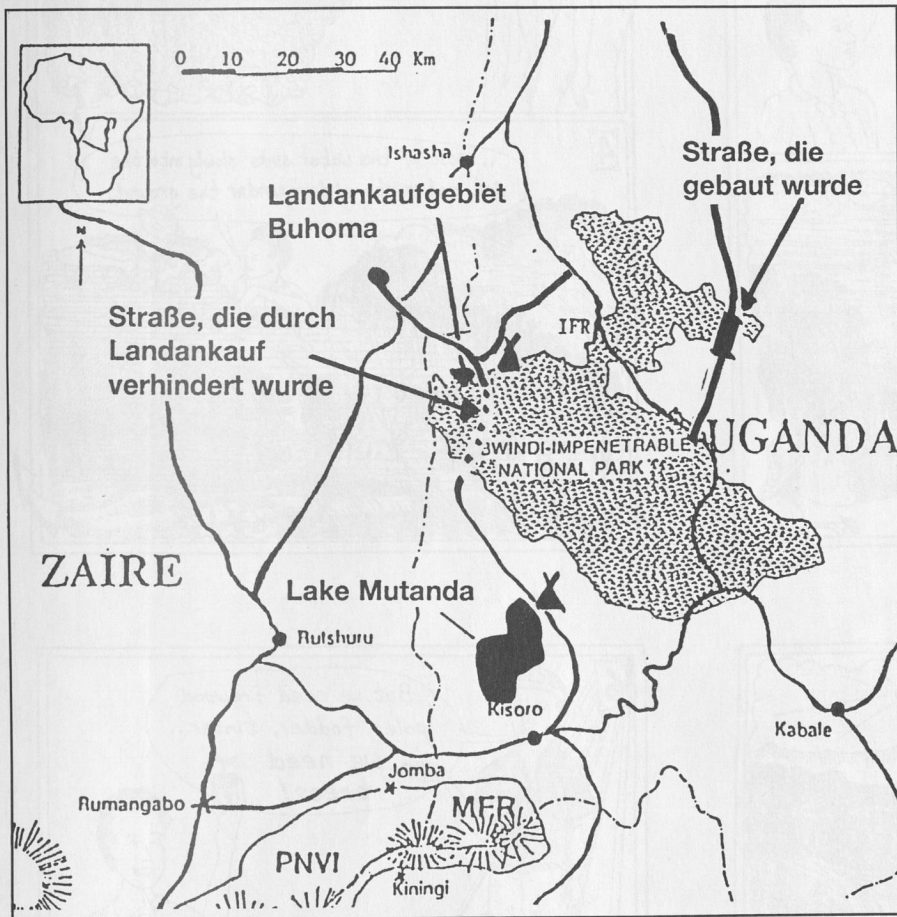 0 10 20 30 40 Km
Ishasha
Straße, die
gebaut wurde
Landankaufgebiet
Buhoma
N
Straße, die durch
Landankauf
verhindert wurde
IFR
UGANDA
BWINDI-IMPENETRABLE
NATIONAL PARK
ZAIRE
Lake Mutanda
Rutshuru
Kisoro
Kabale
Jomba
Rumangabo
MFR
PNVI
Kiningi